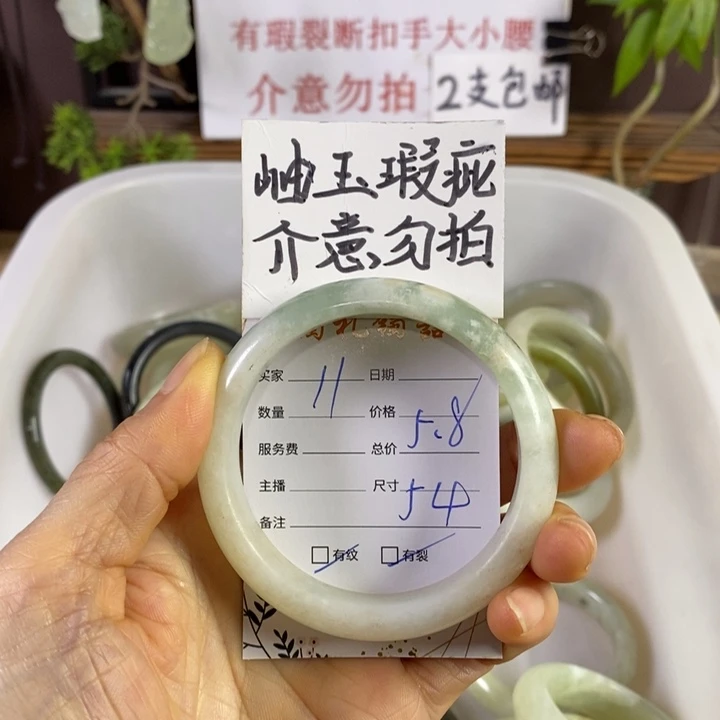 有瑕裂断扣手大小腰
介意勿拍 2支包邮
岫玉瑕疵
介意勿拍
买家 11 日期
数量 价格 5.8
服务费 总价
主播 尺寸 54
备注
□有纹 □有裂